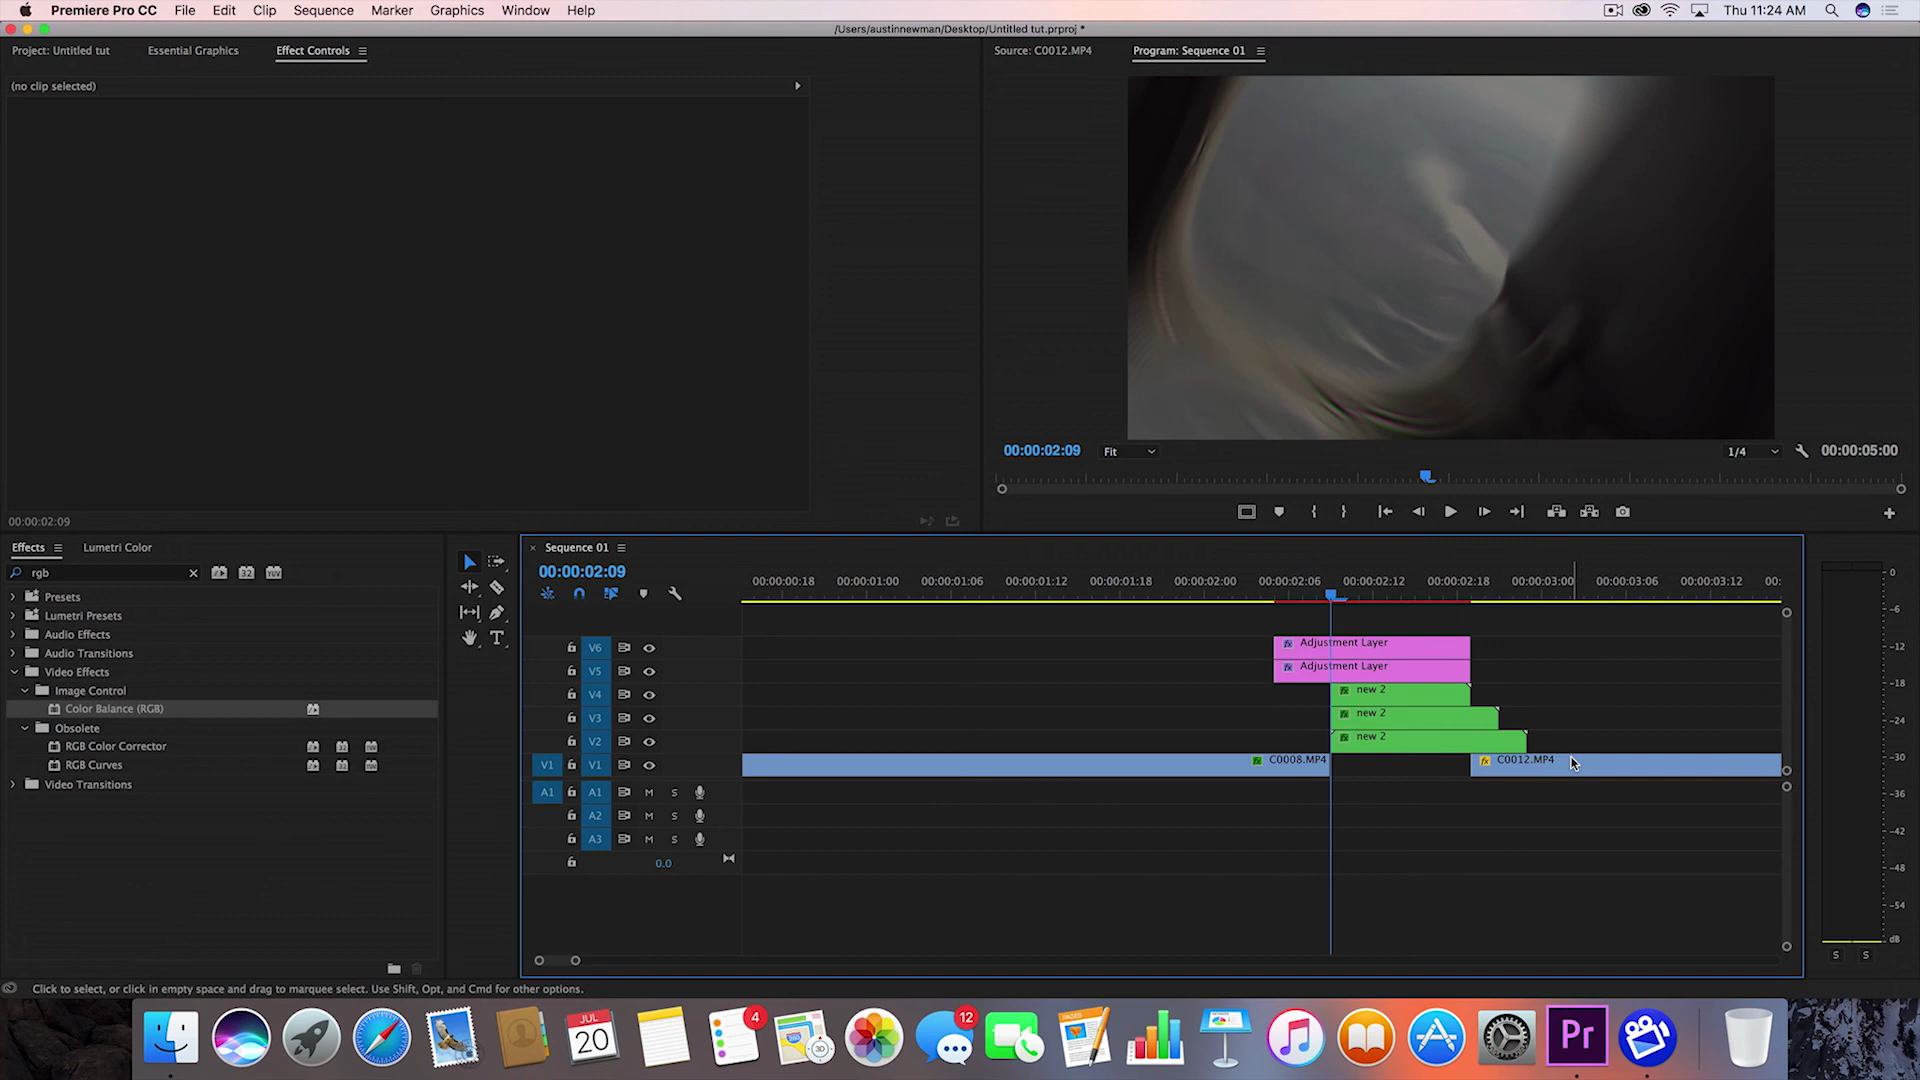 Premiere Pro CC File Edit Clip Sequence Marker Graphics Window Help Thu 11:24 AM
/Users/austinnewman/Desktop/Untitled tut.prproj *
Project: Untitled tut Essential Graphics Effect Controls Source: C0012.MP4 Program: Sequence 01
(no clip selected)
00:00:02:09 Fit 1/4 00:00:05:00
00:00:02:09
Effects Lumetri Color
rgb
Presets
Lumetri Presets
Audio Effects
Audio Transitions
Video Effects
Image Control
Color Balance (RGB)
Obsolete
RGB Color Corrector
RGB Curves
Video Transitions
× Sequence 01
00:00:02:09
00:00:00:18 00:00:01:00 00:00:01:06 00:00:01:12 00:00:01:18 00:00:02:00 00:00:02:06 00:00:02:12 00:00:02:18 00:00:03:00 00:00:03:06 00:00:03:12 00:
V6 Adjustment Layer
V5 Adjustment Layer
V4 new 2
V3 new 2
V2 new 2
V1 V1 C0008.MP4 C0012.MP4
A1 A1 M S
A2 M S
A3 M S
0.0
0
-6
-12
-18
-24
-30
-36
-42
-48
-54
dB
S S
Click to select, or click in empty space and drag to marquee select. Use Shift, Opt, and Cmd for other options.
JUL
20
4
12
PAGES
Pr